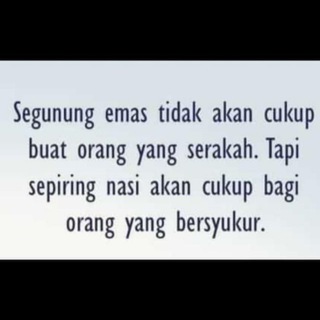 Segunung emas tidak akan cukup
buat orang yang serakah. Tapi
sepiring nasi akan cukup bagi
orang yang bersyukur.